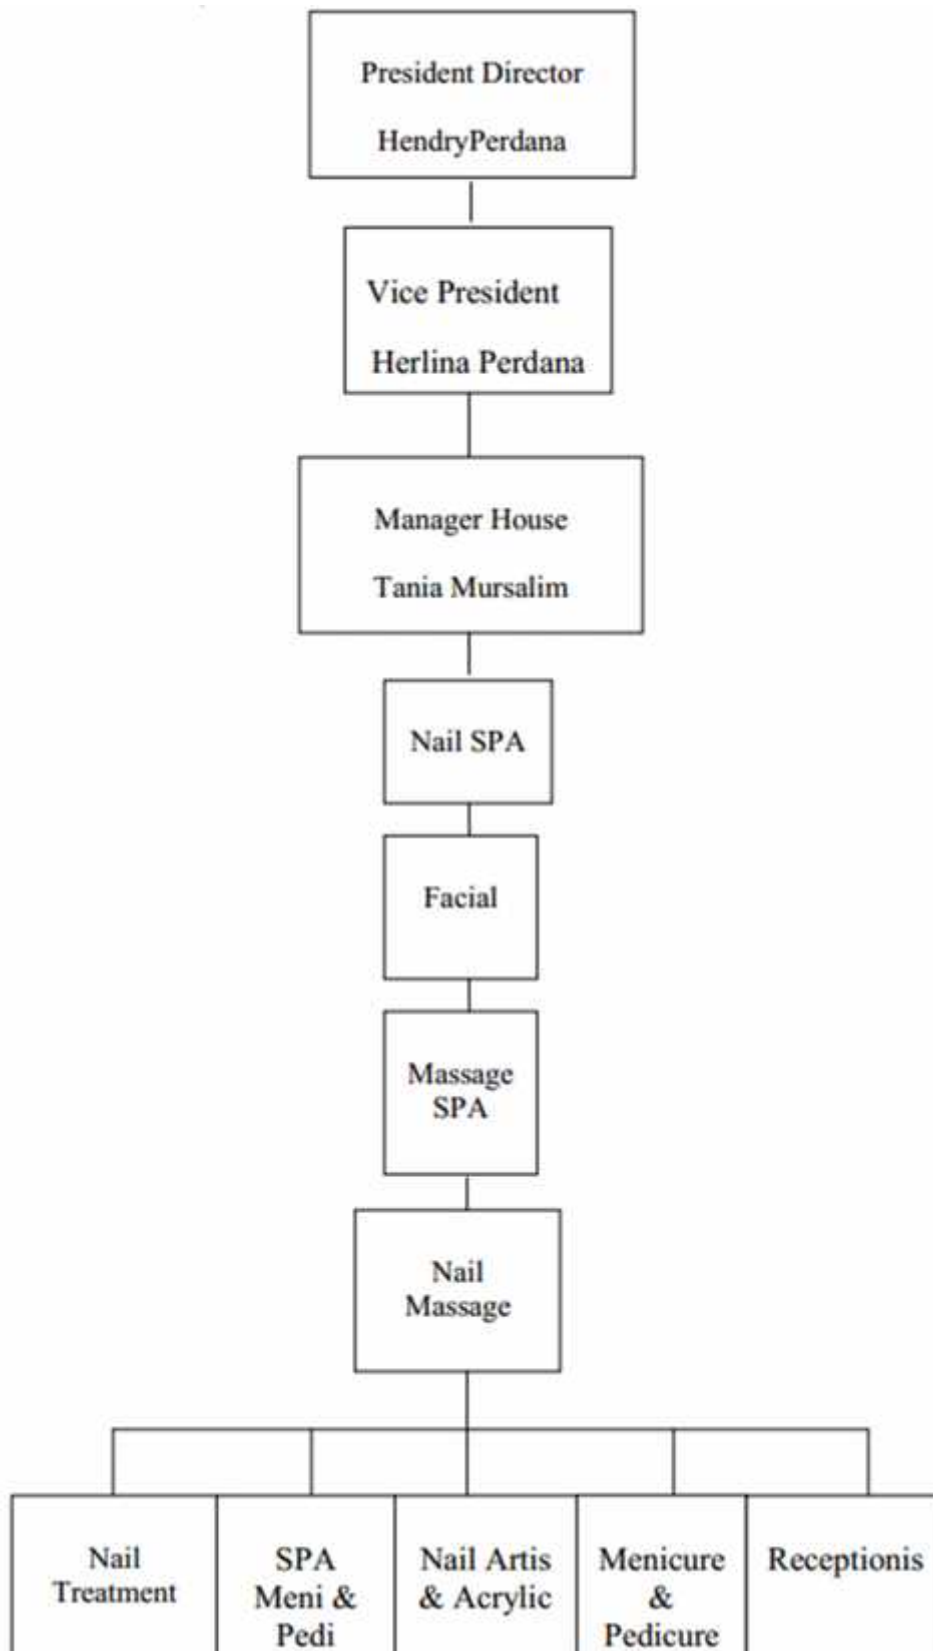 President Director
HendryPerdana
Vice President
Herlina Perdana
Manager House
Tania Mursalim
Nail SPA
Facial
Massage
SPA
Nail
Massage
Nail
Treatment
SPA
Meni &
Pedi
Nail Artis
& Acrylic
Menicure
&
Pedicure
Receptionis